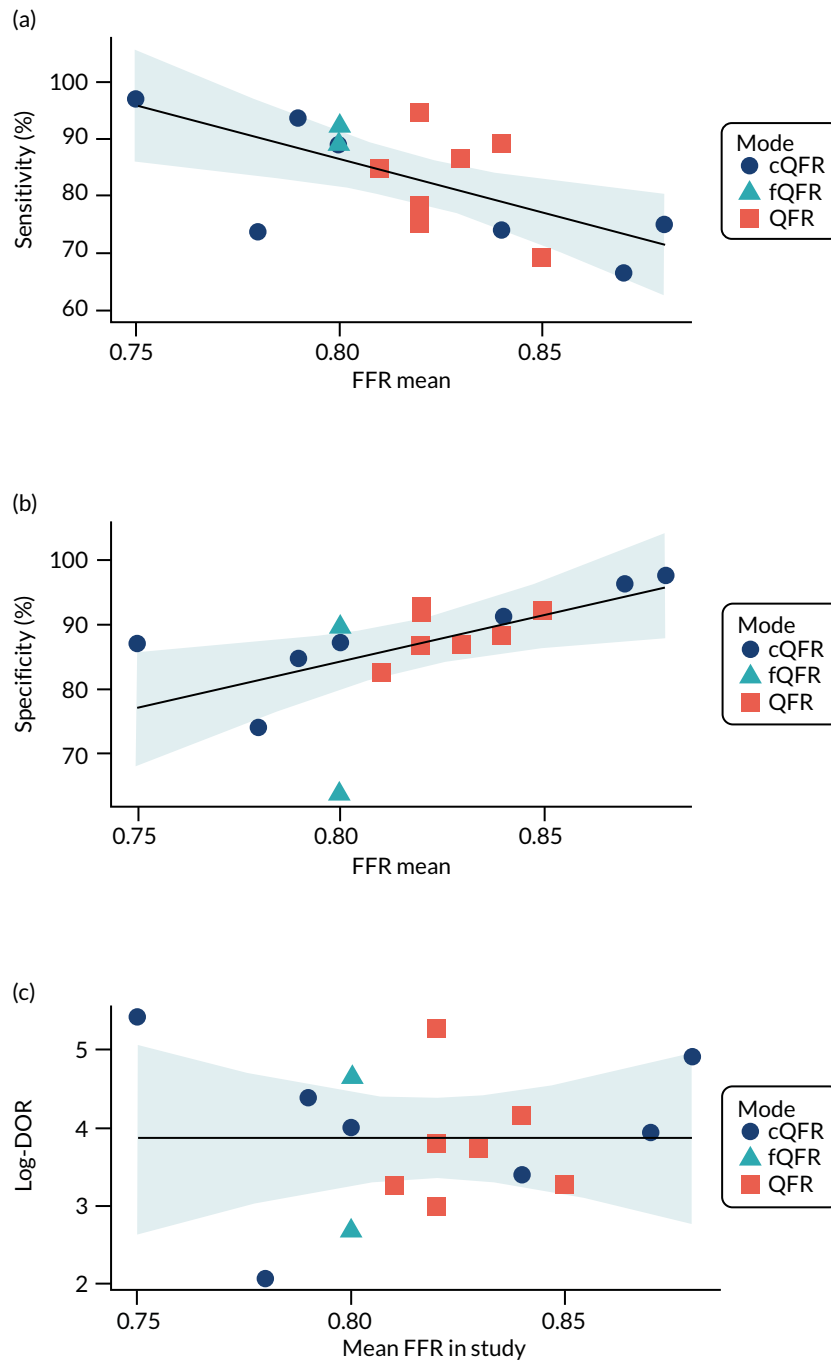 (a)
100
90
80
70
60
Sensitivity (%)
0.75
0.80
0.85
FFR mean
Mode
cQFR
fQFR
QFR
(b)
100
90
80
70
Specificity (%)
0.75
0.80
0.85
FFR mean
Mode
cQFR
fQFR
QFR
(c)
5
4
3
2
Log-DOR
0.75
0.80
0.85
Mean FFR in study
Mode
cQFR
fQFR
QFR